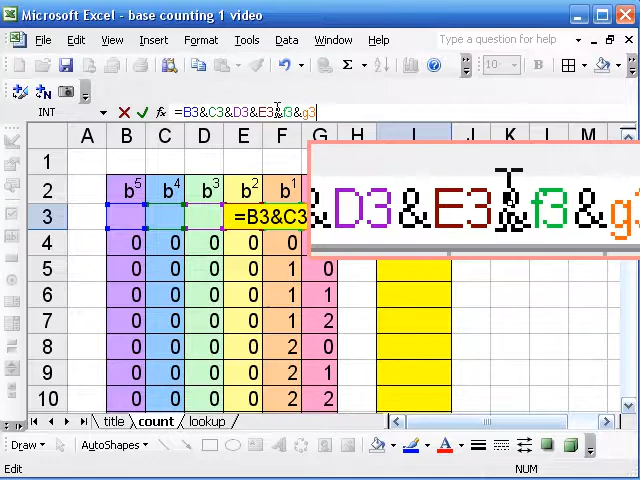 Microsoft Excel - base counting 1 video
File Edit View Insert Format Tools Data Window Help Type a question for help
Σ 10 B
INT =B3&C3&D3&E3&f3&g3
A B C D E F G H I J K L M
1
2 b5 b4 b3 b2 b1
3 =B3&C3
&D3&E3&f3&g3
4 0 0 0 0 0 0
5 0 0 0 0 1 0
6 0 0 0 0 1 1
7 0 0 0 0 1 2
8 0 0 0 0 2 0
9 0 0 0 0 2 1
10 0 0 0 0 2 2
title count lookup
Draw AutoShapes A
Edit NUM